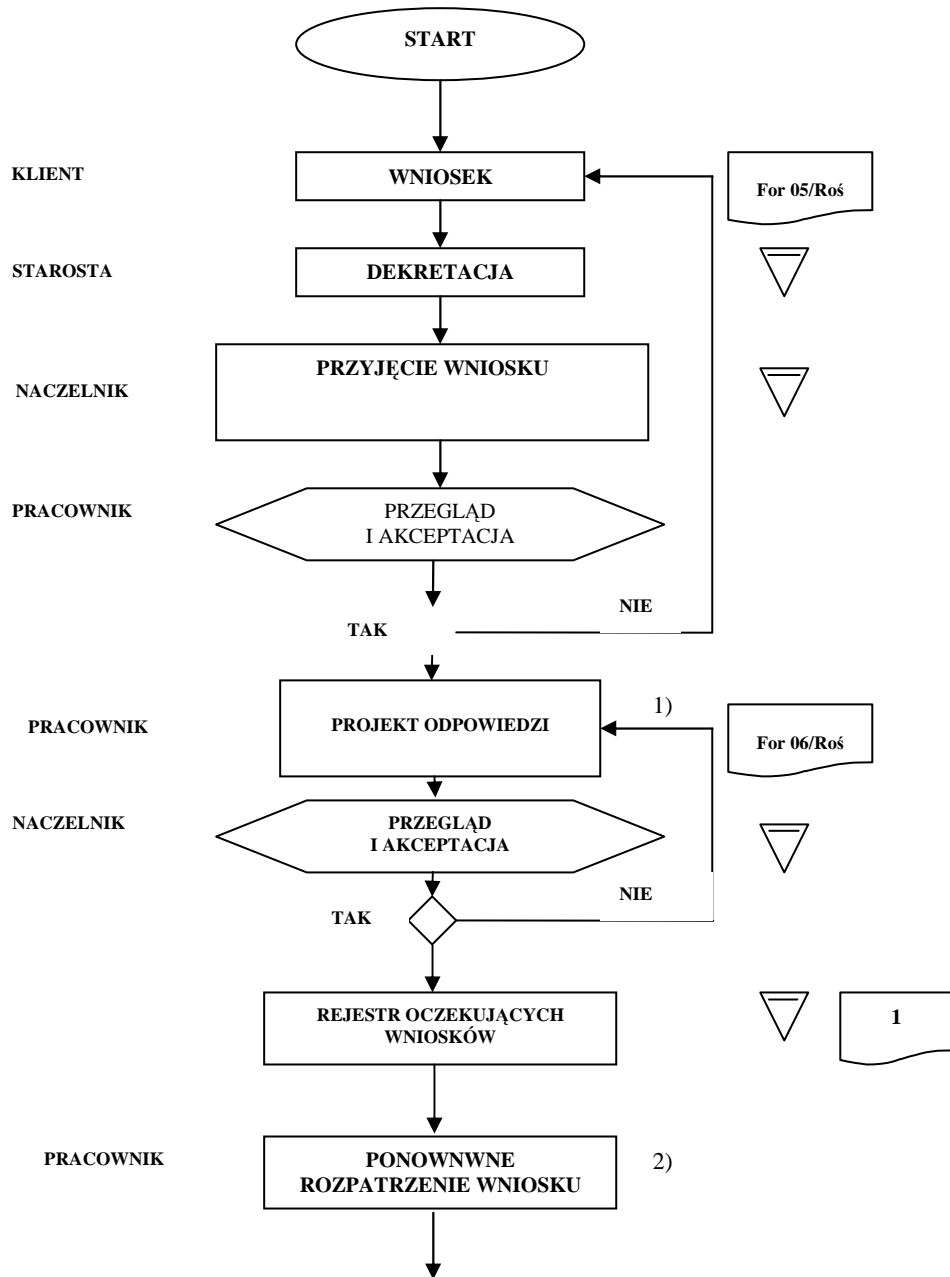 START
KLIENT
WNIOSEK
For 05/Roś
STAROSTA
DEKRETACJA
PRZYJĘCIE WNIOSKU
NACZELNIK
PRACOWNIK
PRZEGLĄD
I AKCEPTACJA
NIE
TAK
PRACOWNIK
PROJEKT ODPOWIEDZI
1)
For 06/Roś
NACZELNIK
PRZEGLĄD
I AKCEPTACJA
NIE
TAK
REJESTR OCZEKUJĄCYCH
WNIOSKÓW
1
PRACOWNIK
PONOWNWNE
ROZPATRZENIE WNIOSKU
2)